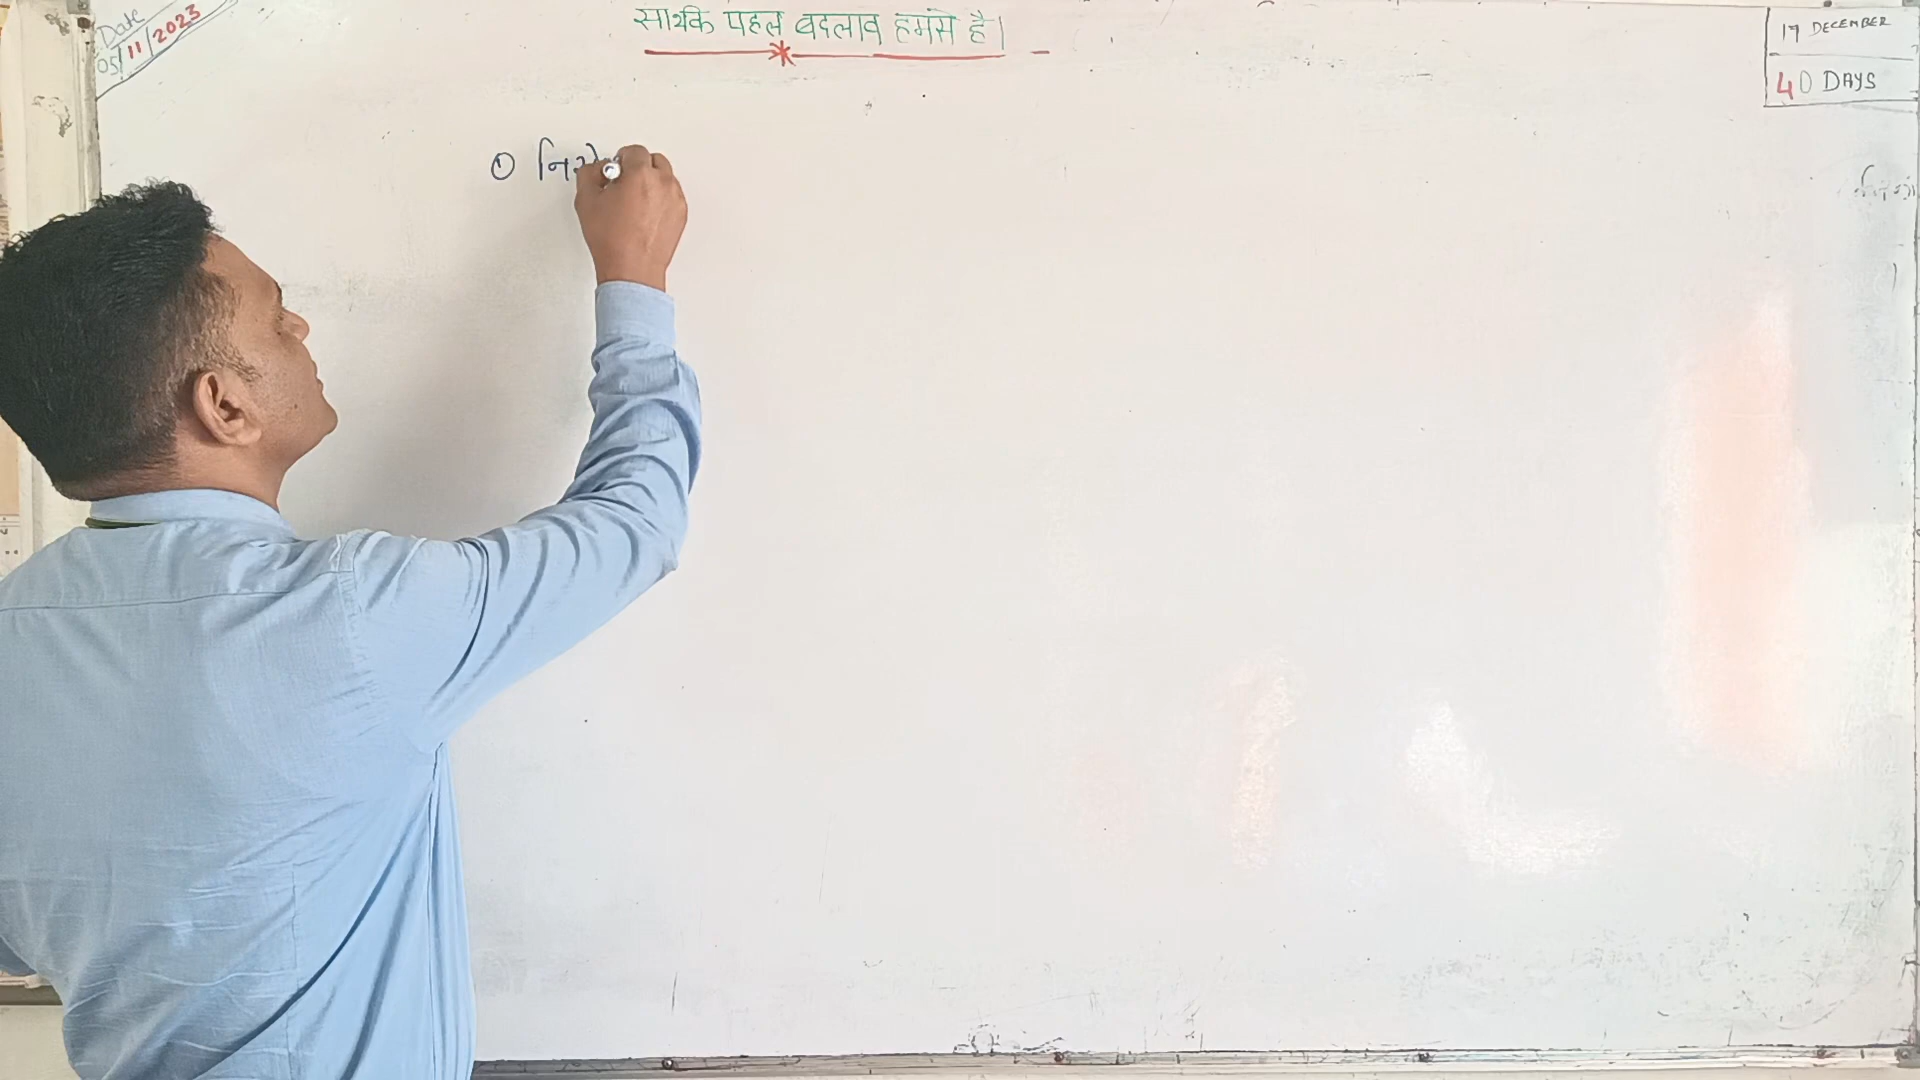 Date
05/11/2023
सार्थक पहल बदलाव हमसे है।
17 DECEMBER
40 DAYS
①